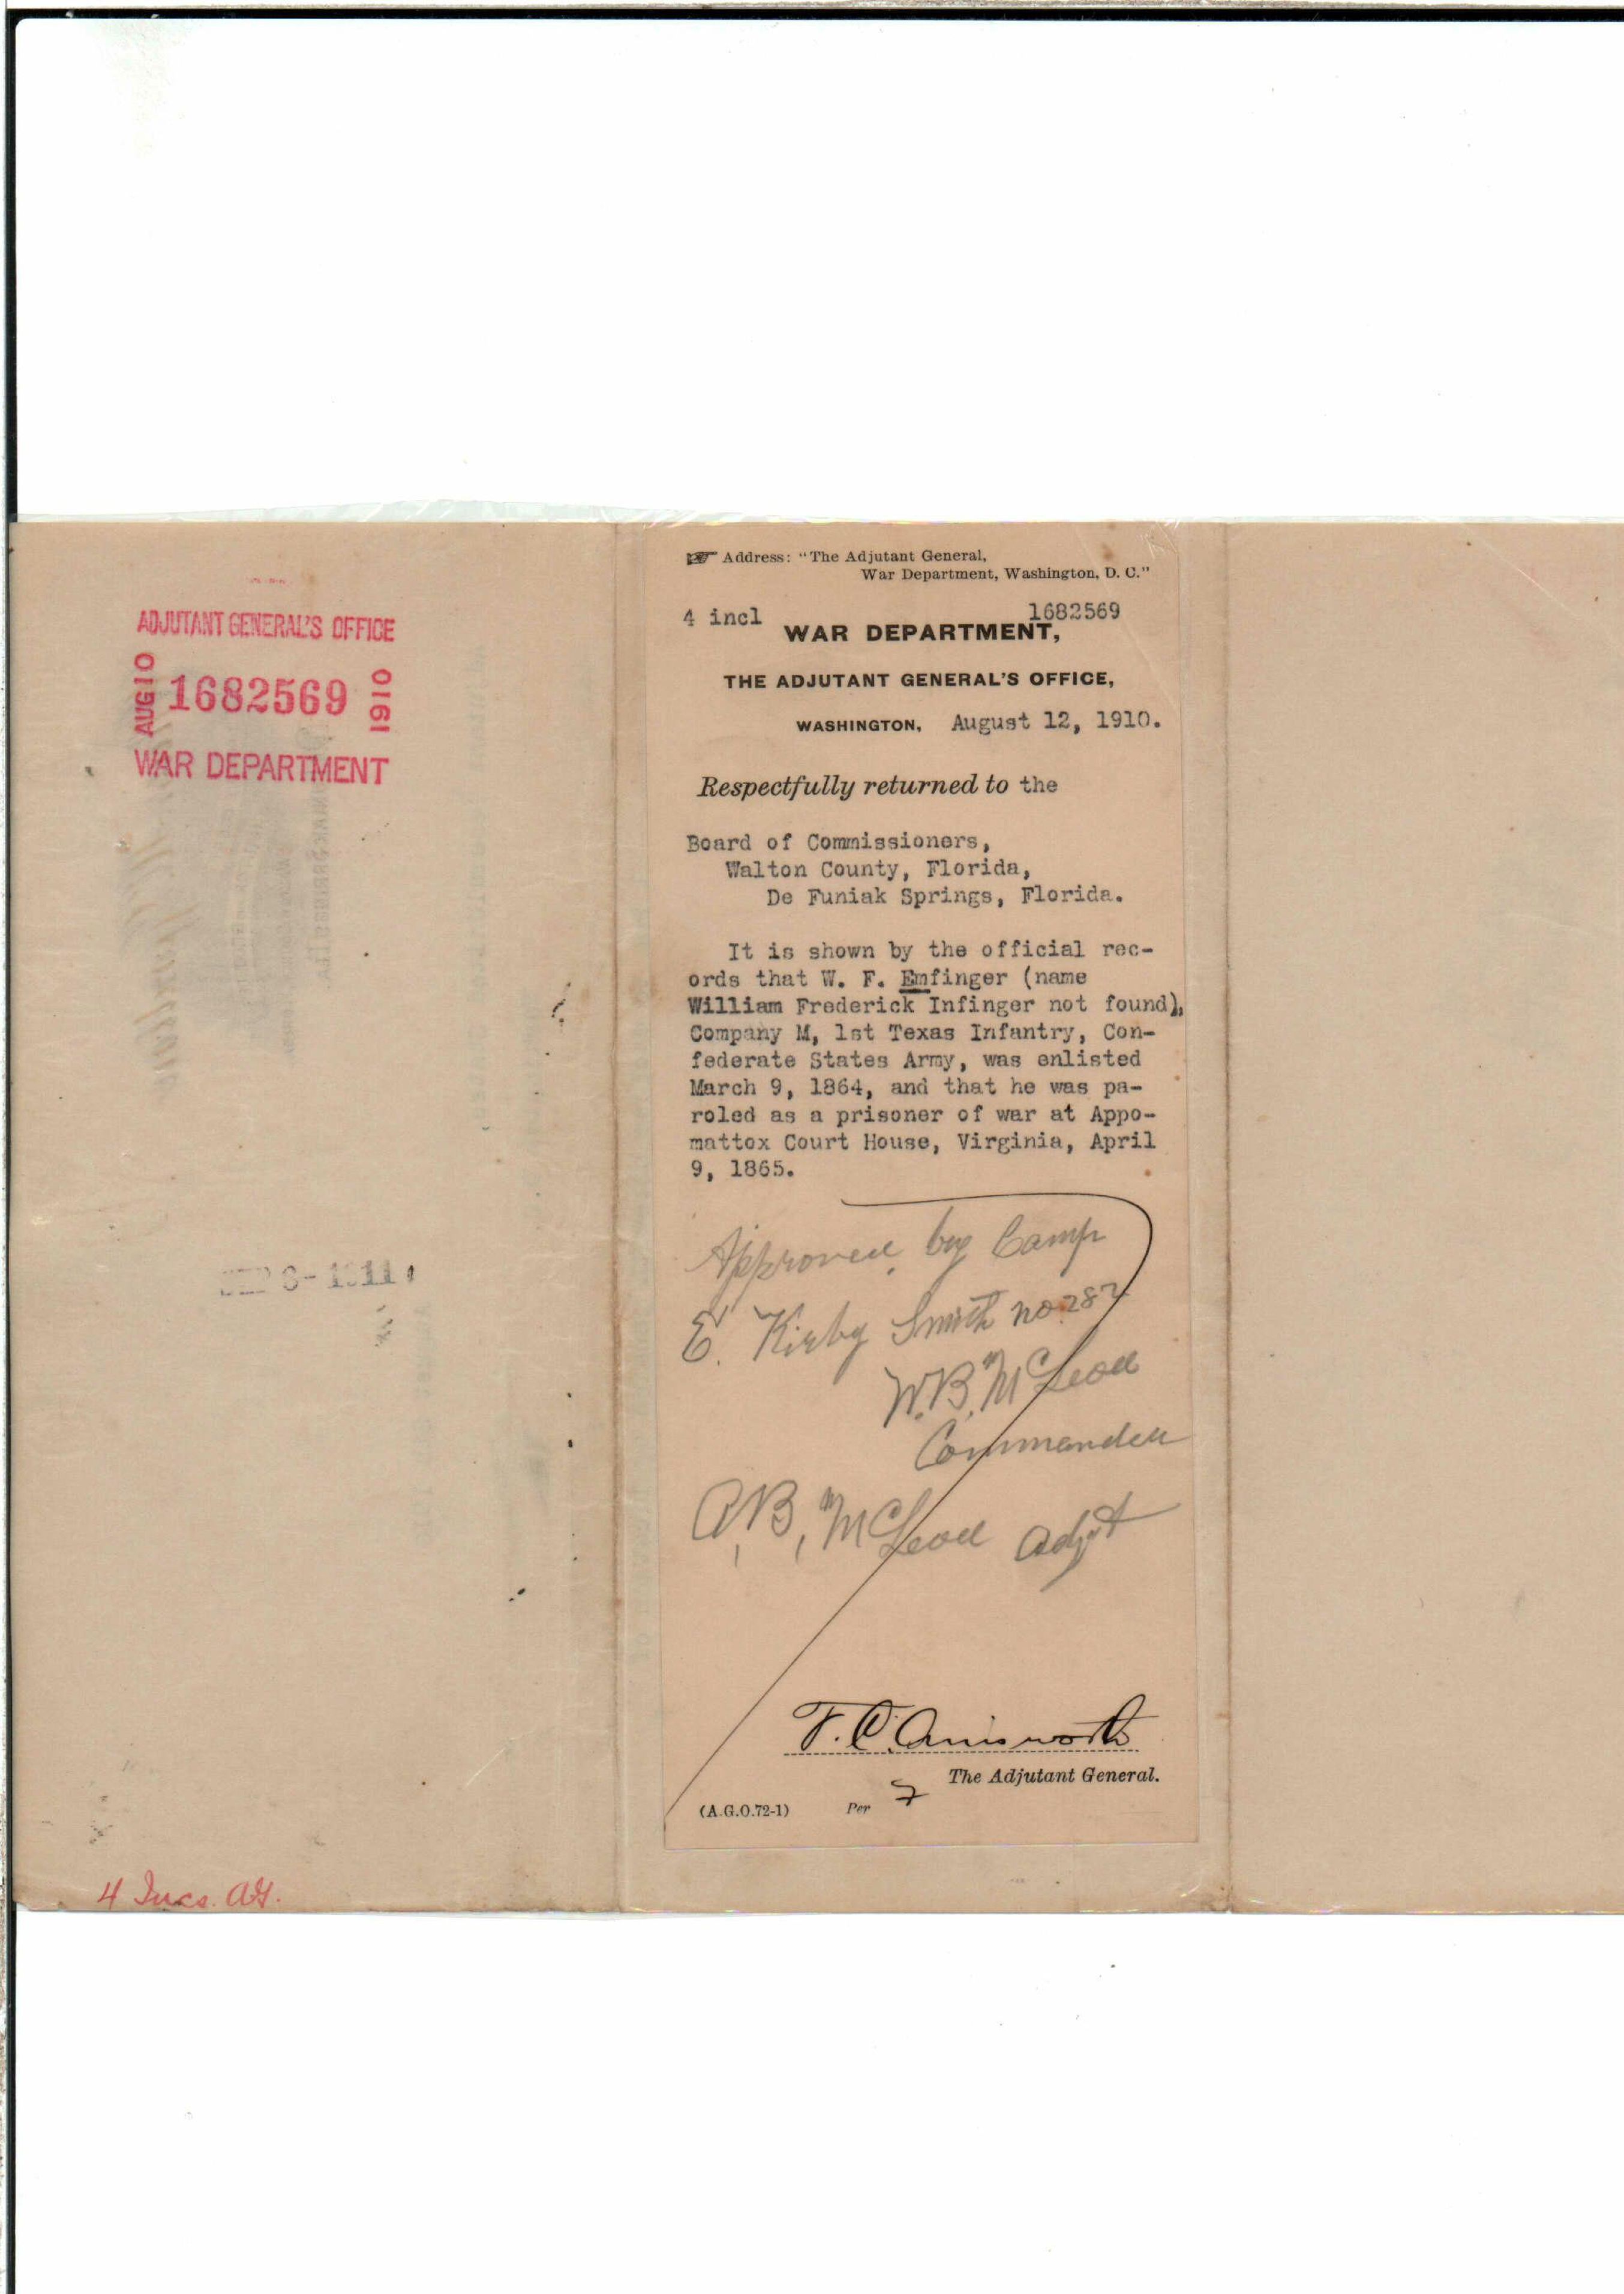 ADJUTANT GENERAL'S OFFICE
AUG 10 1682569 1910
WAR DEPARTMENT
4 Incs. AG.
Address: "The Adjutant General,
War Department, Washington, D. C."
4 incl 1682569
WAR DEPARTMENT,
THE ADJUTANT GENERAL'S OFFICE,
WASHINGTON, August 12, 1910.
Respectfully returned to the
Board of Commissioners,
Walton County, Florida,
De Funiak Springs, Florida.
It is shown by the official rec-
ords that W. F. Emfinger (name
William Frederick Infinger not found),
Company M, 1st Texas Infantry, Con-
federate States Army, was enlisted
March 9, 1864, and that he was pa-
roled as a prisoner of war at Appo-
mattox Court House, Virginia, April
9, 1865.
Approved by Camp
E. Kirby Smith no 282
W. B. McLeod
Commander
A. B. McLeod Adjt
F. C. Ainsworth
The Adjutant General.
(A.G.O.72-1) Per